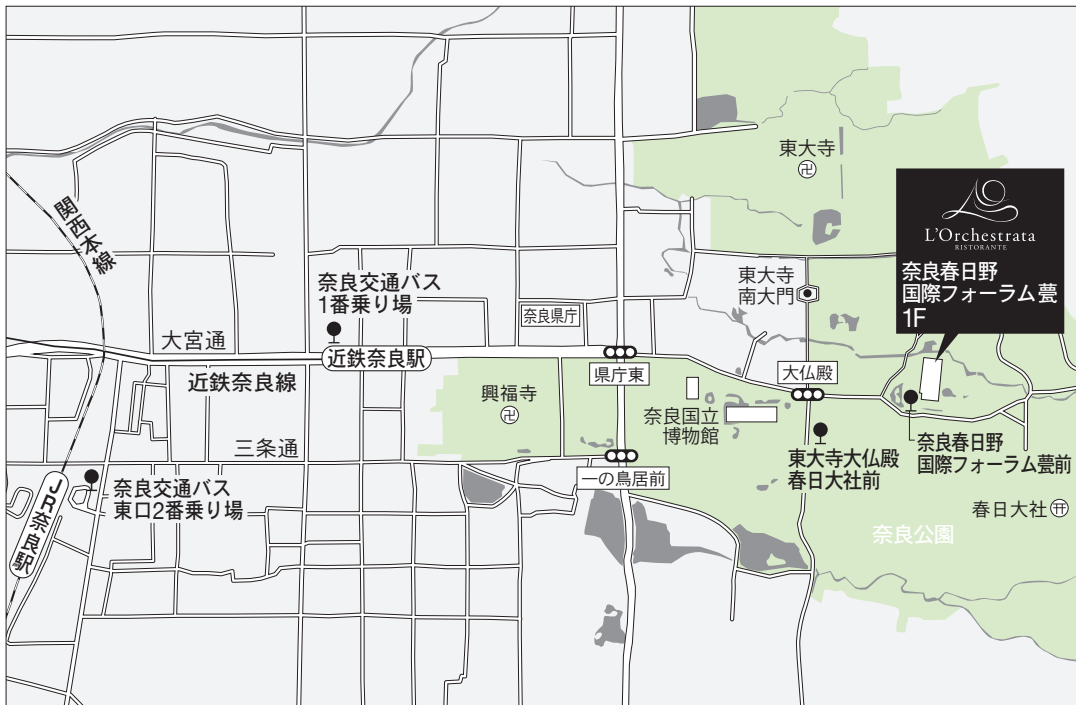 東大寺
L'Orchestrata
RISTORANTE
奈良春日野
国際フォーラム甍
1F
関西本線
奈良交通バス
1番乗り場
東大寺
南大門
奈良県庁
大宮通
近鉄奈良駅
県庁東
大仏殿
近鉄奈良線
興福寺
奈良国立
博物館
三条通
東大寺大仏殿
春日大社前
奈良春日野
国際フォーラム甍前
JR奈良駅
奈良交通バス
東口2番乗り場
一の鳥居前
春日大社
奈良公園